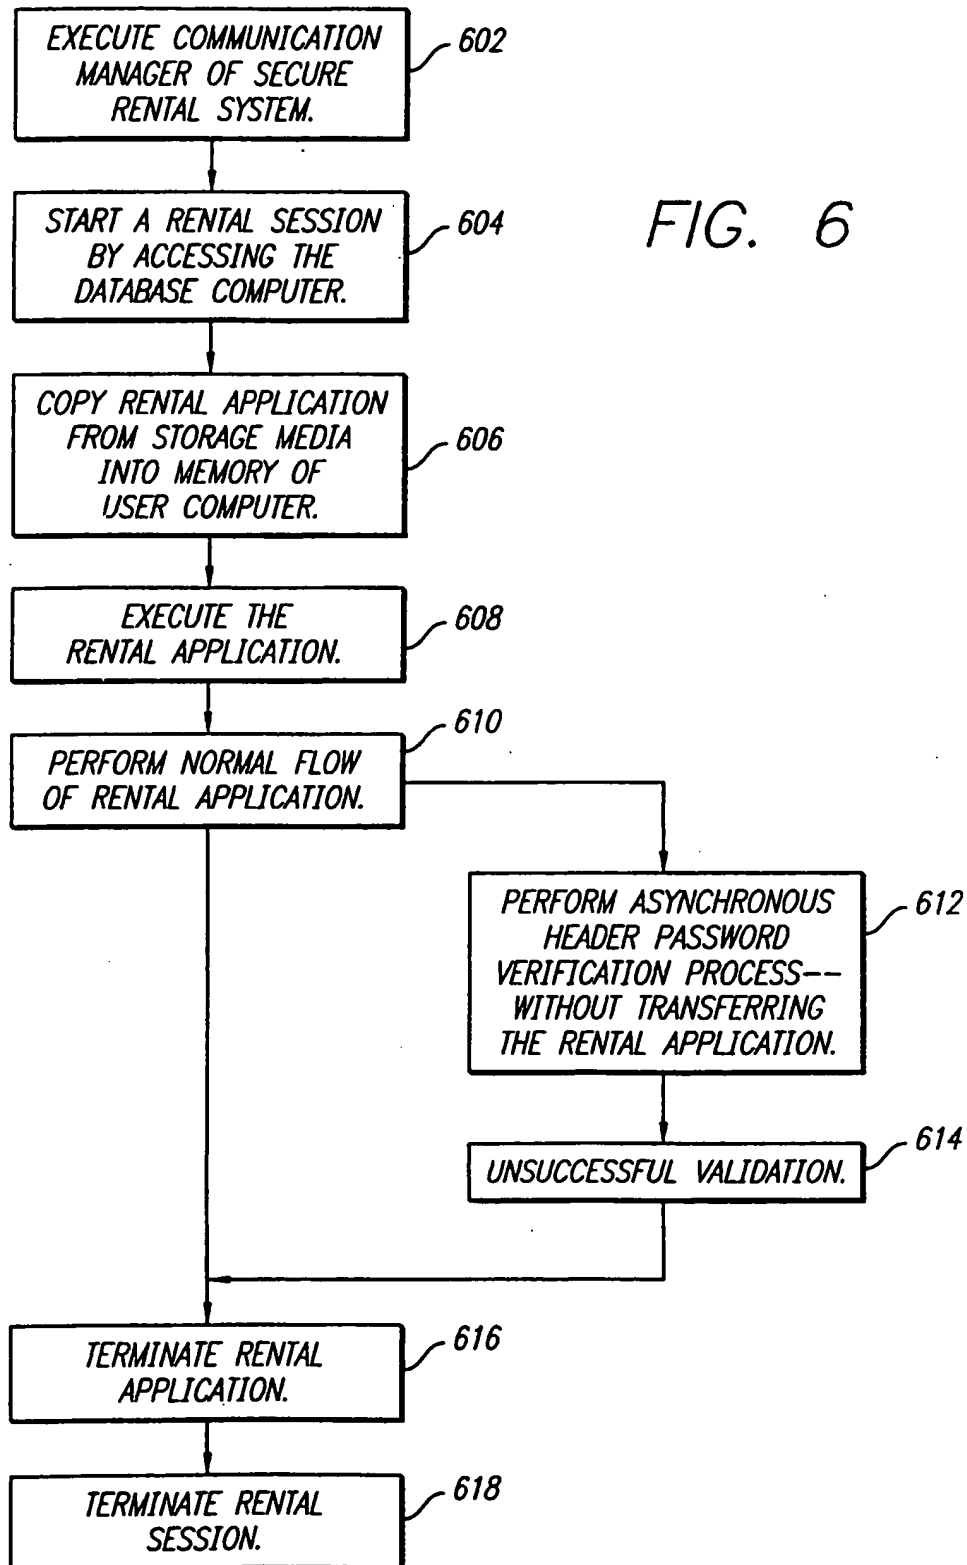 EXECUTE COMMUNICATION
MANAGER OF SECURE
RENTAL SYSTEM.
602
START A RENTAL SESSION
BY ACCESSING THE
DATABASE COMPUTER.
604
FIG. 6
COPY RENTAL APPLICATION
FROM STORAGE MEDIA
INTO MEMORY OF
USER COMPUTER.
606
EXECUTE THE
RENTAL APPLICATION.
608
PERFORM NORMAL FLOW
OF RENTAL APPLICATION.
610
PERFORM ASYNCHRONOUS
HEADER PASSWORD
VERIFICATION PROCESS--
WITHOUT TRANSFERRING
THE RENTAL APPLICATION.
612
UNSUCCESSFUL VALIDATION.
614
TERMINATE RENTAL
APPLICATION.
616
TERMINATE RENTAL
SESSION.
618